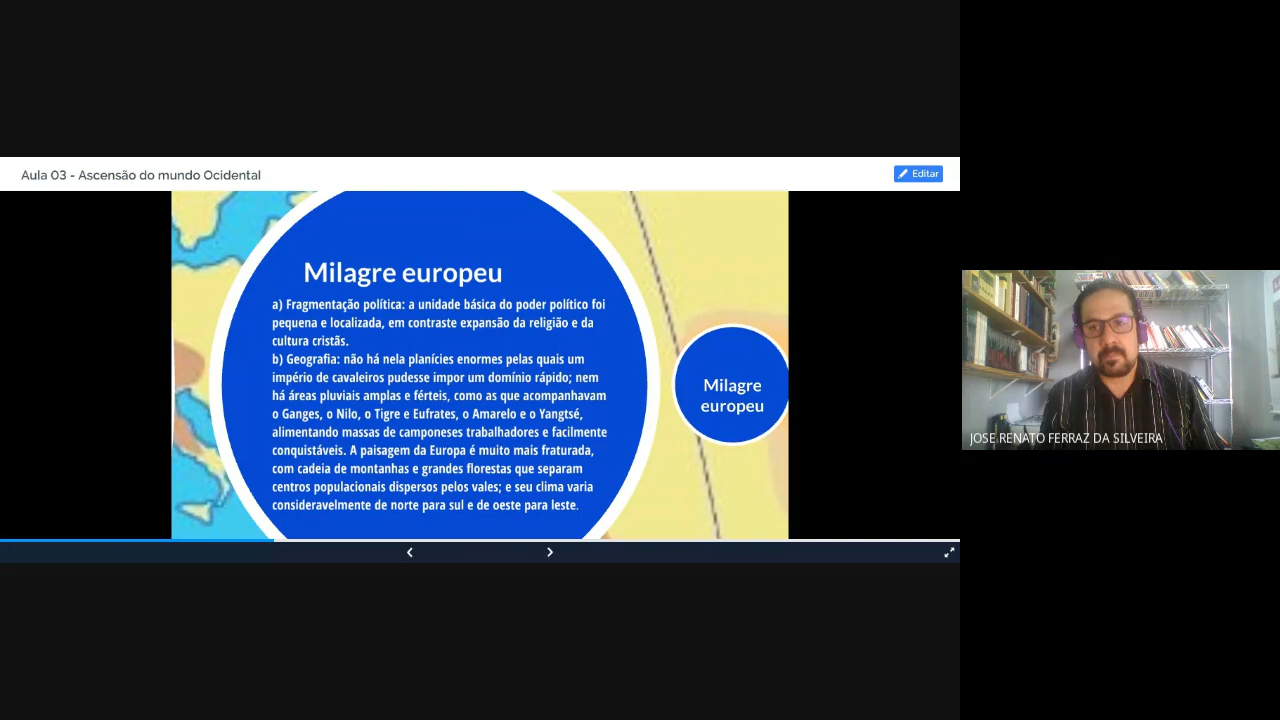 Aula 03 - Ascensão do mundo Ocidental
Editar
Milagre europeu
a) Fragmentação política: a unidade básica do poder político foi
pequena e localizada, em contraste expansão da religião e da
cultura cristãs.
b) Geografia: não há nela planícies enormes pelas quais um
império de cavaleiros pudesse impor um domínio rápido; nem
há áreas pluviais amplas e férteis, como as que acompanhavam
o Ganges, o Nilo, o Tigre e Eufrates, o Amarelo e o Yangtsé,
alimentando massas de camponeses trabalhadores e facilmente
conquistáveis. A paisagem da Europa é muito mais fraturada,
com cadeia de montanhas e grandes florestas que separam
centros populacionais dispersos pelos vales; e seu clima varia
consideravelmente de norte para sul e de oeste para leste.
Milagre
europeu
JOSE RENATO FERRAZ DA SILVEIRA